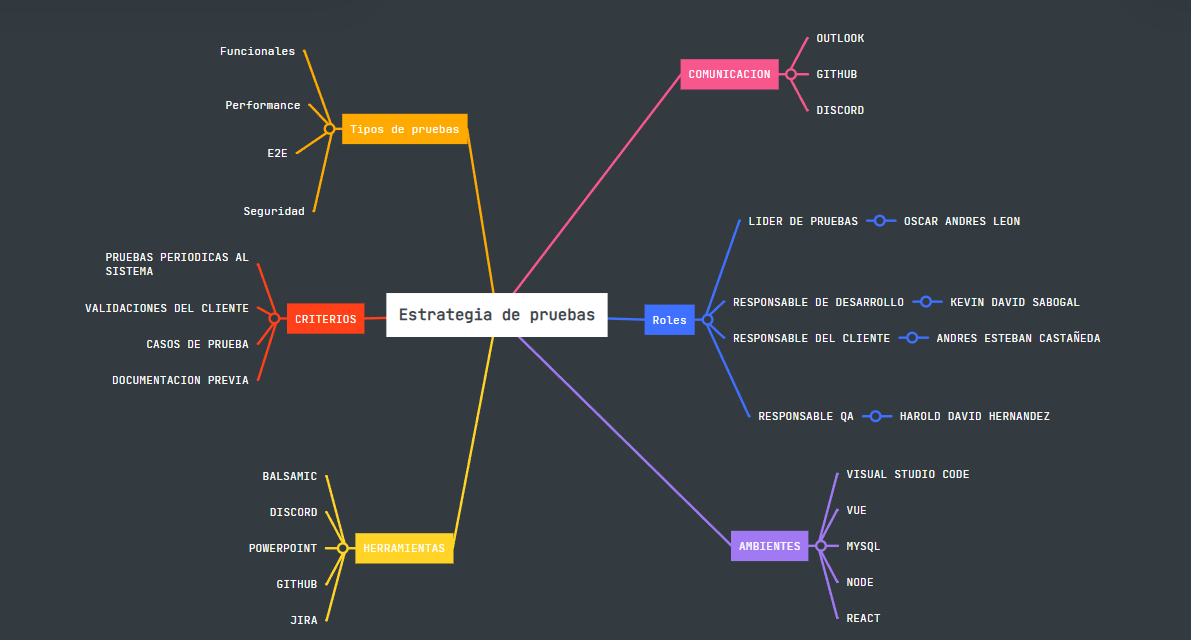 Estrategia de pruebas
Tipos de pruebas
Funcionales
Performance
E2E
Seguridad
CRITERIOS
PRUEBAS PERIODICAS AL
SISTEMA
VALIDACIONES DEL CLIENTE
CASOS DE PRUEBA
DOCUMENTACION PREVIA
HERRAMIENTAS
BALSAMIC
DISCORD
POWERPOINT
GITHUB
JIRA
COMUNICACION
OUTLOOK
GITHUB
DISCORD
Roles
LIDER DE PRUEBAS
OSCAR ANDRES LEON
RESPONSABLE DE DESARROLLO
KEVIN DAVID SABOGAL
RESPONSABLE DEL CLIENTE
ANDRES ESTEBAN CASTAÑEDA
RESPONSABLE QA
HAROLD DAVID HERNANDEZ
AMBIENTES
VISUAL STUDIO CODE
VUE
MYSQL
NODE
REACT